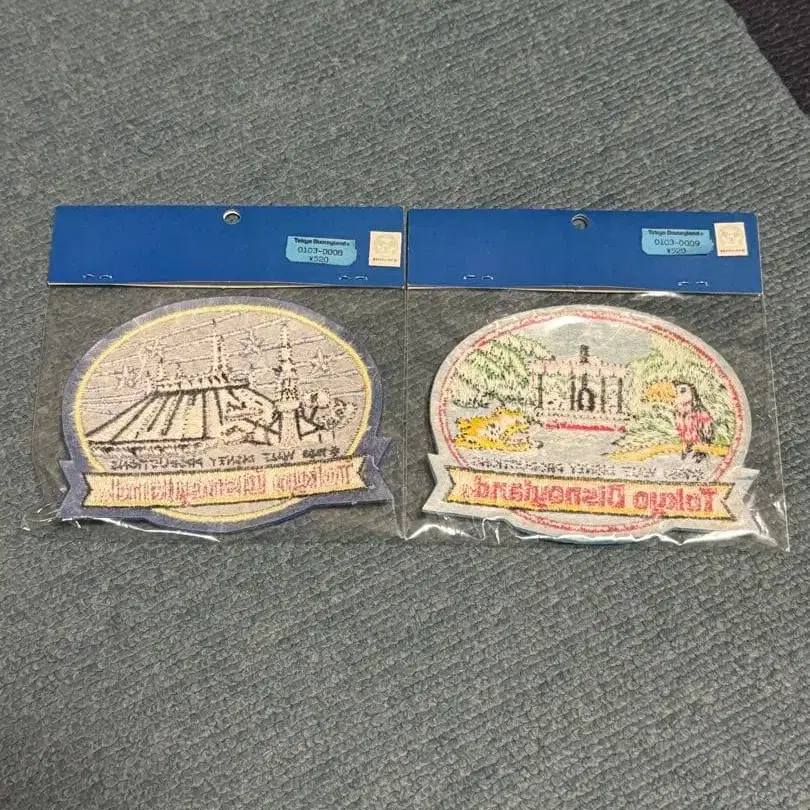 Tokyo Disneyland®
0103-0008
¥520
Tokyo Disneyland®
0103-0009
¥520
WALT DISNEY PRODUCTIONS
Tokyo Disneyland
WALT DISNEY PRODUCTIONS
Tokyo Disneyland